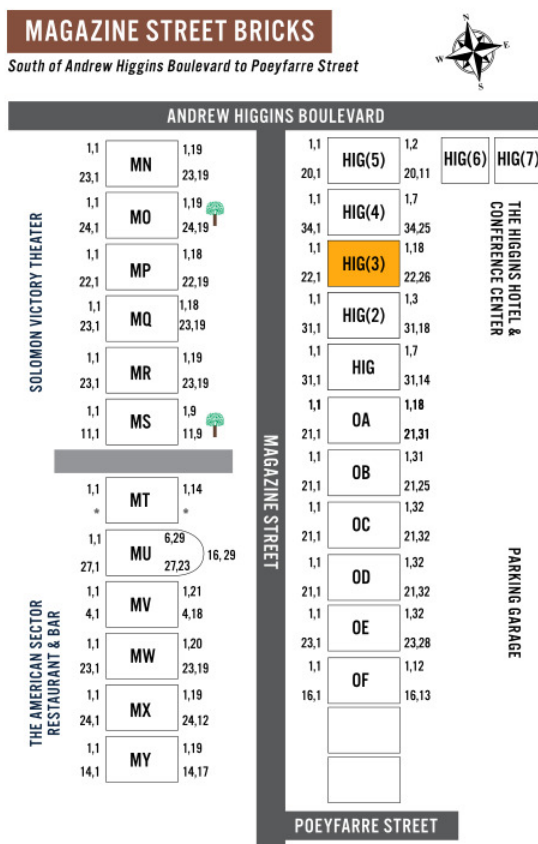 MAGAZINE STREET BRICKS
South of Andrew Higgins Boulevard to Poeyfarre Street
N
E
S
W
ANDREW HIGGINS BOULEVARD
SOLOMON VICTORY THEATER
1,1 MN 1,19
23,1 23,19
1,1 MO 1,19
24,1 24,19
1,1 MP 1,18
22,1 22,19
1,1 MQ 1,18
23,1 23,19
1,1 MR 1,19
23,1 23,19
1,1 MS 1,9
11,1 11,9
THE AMERICAN SECTOR
RESTAURANT & BAR
1,1 MT 1,14
* *
1,1 MU 6,29
27,1 27,23
16, 29
1,1 MV 1,21
4,1 4,18
1,1 MW 1,20
23,1 23,19
1,1 MX 1,19
24,1 24,12
1,1 MY 1,19
14,1 14,17
MAGAZINE STREET
1,1 HIG(5) 1,2
20,1 20,11
HIG(6) HIG(7)
1,1 HIG(4) 1,7
34,1 34,25
1,1 HIG(3) 1,18
22,1 22,26
1,1 HIG(2) 1,3
31,1 31,18
1,1 HIG 1,7
31,1 31,14
1,1 OA 1,18
21,1 21,31
1,1 OB 1,31
21,1 21,25
1,1 OC 1,32
21,1 21,32
1,1 OD 1,32
21,1 21,32
1,1 OE 1,32
23,1 23,28
1,1 OF 1,12
16,1 16,13
THE HIGGINS HOTEL &
CONFERENCE CENTER
PARKING GARAGE
POEYFARRE STREET